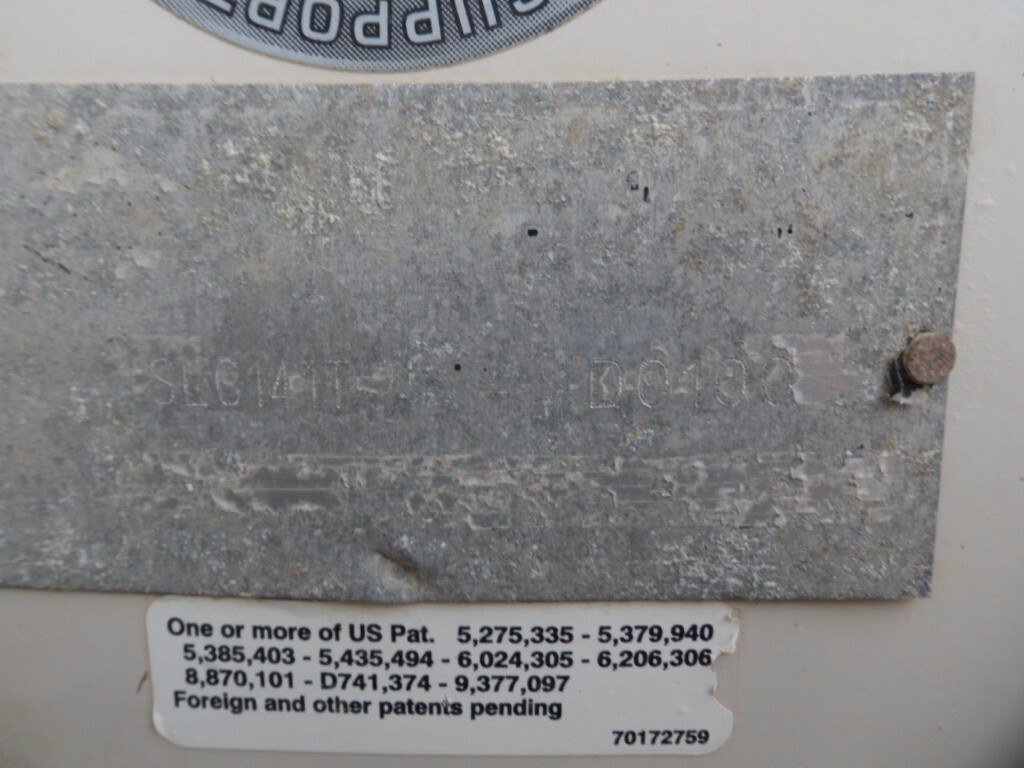 SUPPORT
SLC141T D0100
One or more of US Pat. 5,275,335 - 5,379,940
5,385,403 - 5,435,494 - 6,024,305 - 6,206,306
8,870,101 - D741,374 - 9,377,097
Foreign and other patents pending
70172759